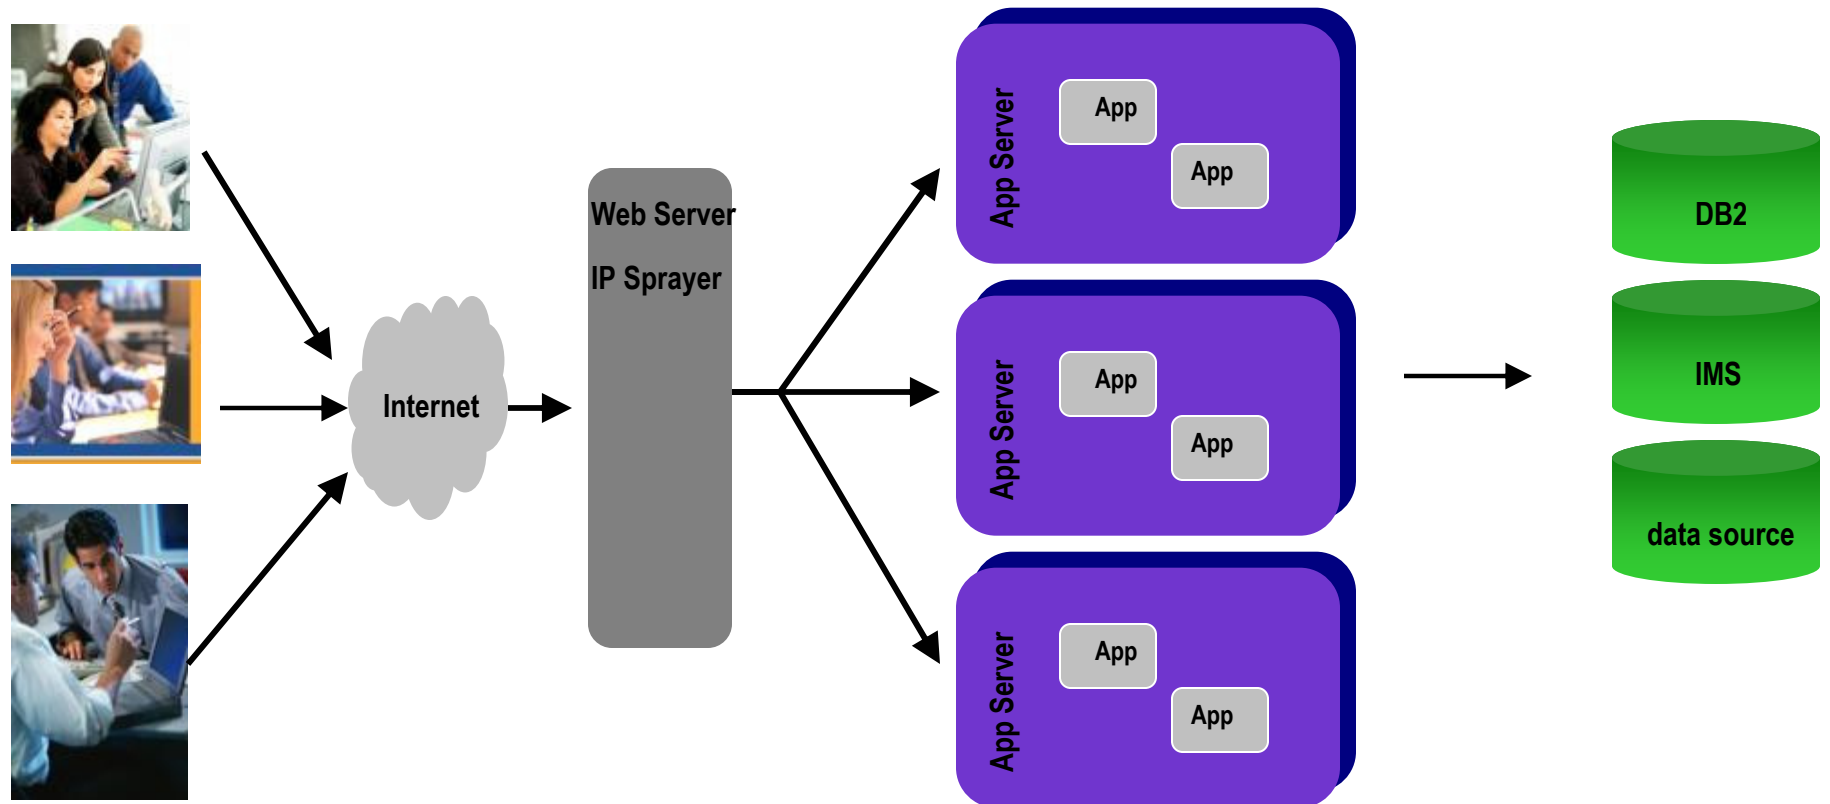 Internet
Web Server
IP Sprayer
App Server
App
App
App Server
App
App
App Server
App
App
DB2
IMS
data source